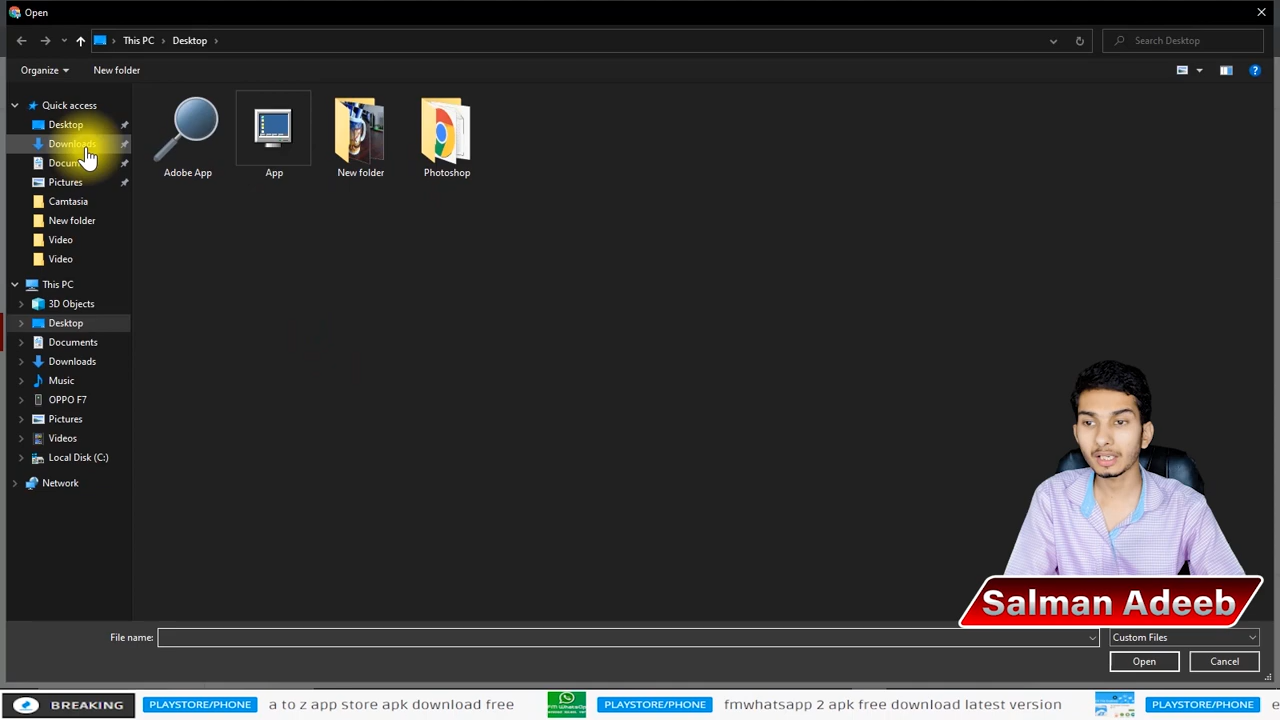 Open
This PC
Desktop
Search Desktop
Organize
New folder
Quick access
Desktop
Downloads
Pictures
Camtasia
New folder
Video
Video
This PC
3D Objects
Desktop
Documents
Downloads
Music
OPPO F7
Pictures
Videos
Local Disk (C:)
Network
Adobe App
App
New folder
Photoshop
Salman Adeeb
File name:
Custom Files
Open
Cancel
BREAKING
PLAYSTORE/PHONE
a to z app store apk download free
PLAYSTORE/PHONE
fmwhatsapp 2 apk free download latest version
PLAYSTORE/PHONE